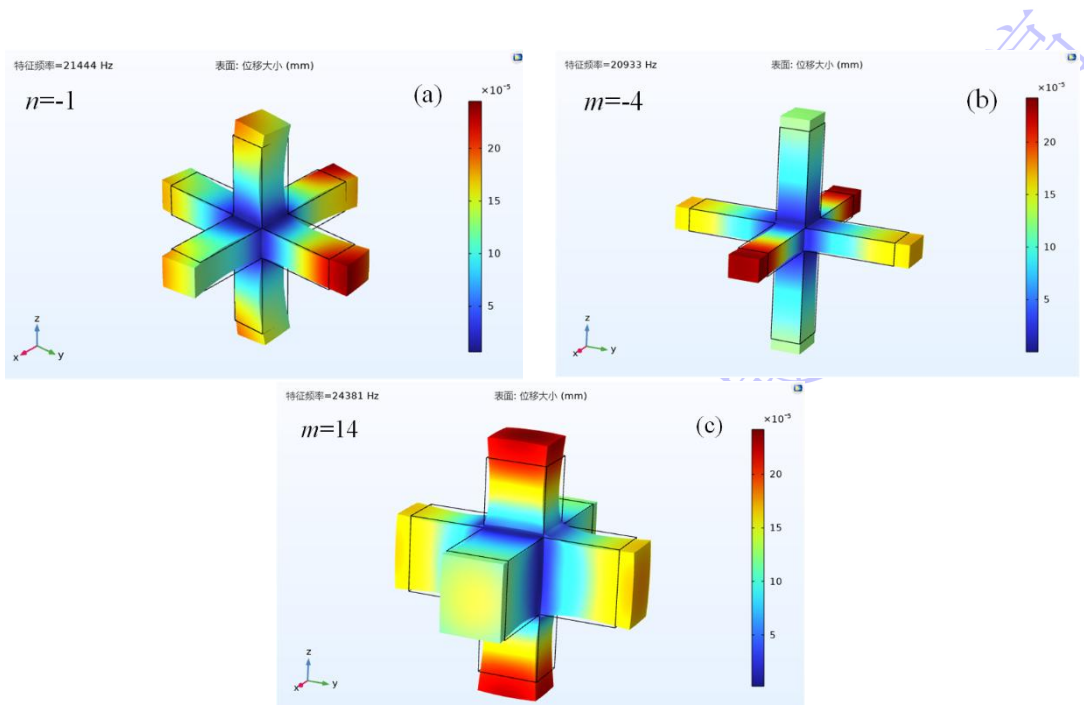 特征频率=21444 Hz
表面: 位移大小 (mm)
n=-1
(a)
×10⁻⁵
20
15
10
5
z
x
y
特征频率=20933 Hz
表面: 位移大小 (mm)
m=-4
(b)
×10⁻⁵
20
15
10
5
z
x
y
特征频率=24381 Hz
表面: 位移大小 (mm)
m=14
(c)
×10⁻⁵
20
15
10
5
z
x
y